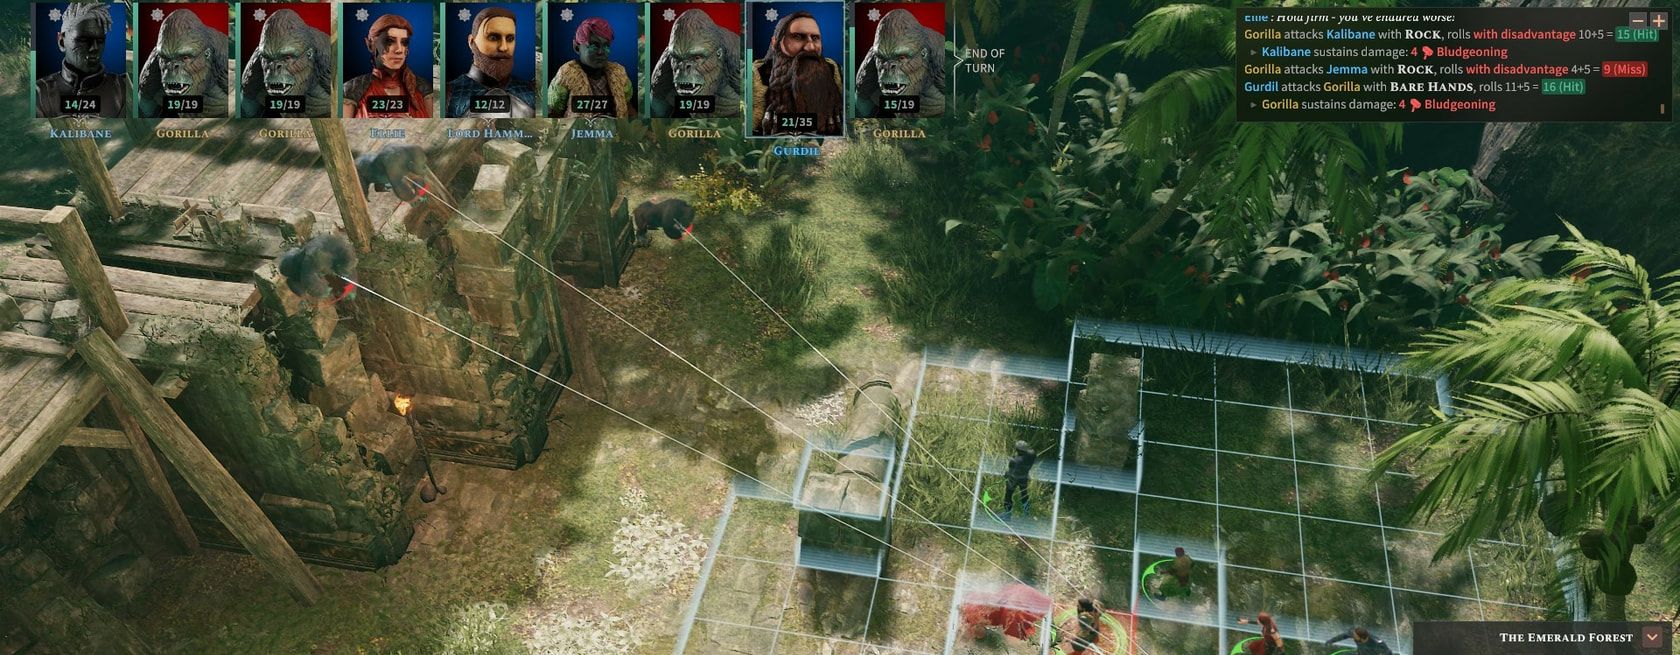 14/24
19/19
19/19
23/23
12/12
27/27
19/19
21/35
15/19
KALIBANE
GORILLA
GORILLA
ELLIE
LORD HAMM...
JEMMA
GORILLA
GURDIL
GORILLA
END OF
TURN
Ellie : Hold firm - you've endured worse!
Gorilla attacks Kalibane with ROCK, rolls with disadvantage 10+5 = 15 (Hit)
▸ Kalibane sustains damage: 4 Bludgeoning
Gorilla attacks Jemma with ROCK, rolls with disadvantage 4+5 = 9 (Miss)
Gurdil attacks Gorilla with BARE HANDS, rolls 11+5 = 16 (Hit)
▸ Gorilla sustains damage: 4 Bludgeoning
THE EMERALD FOREST